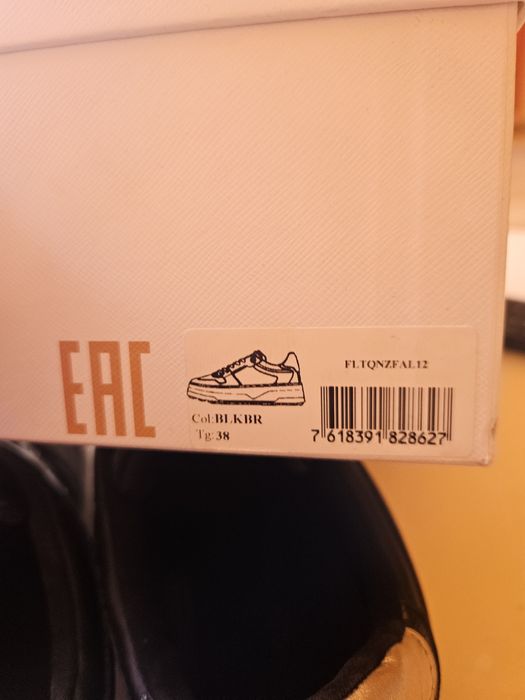 EAC
FLTQNZFAL12
Col:BLKBR
Tg:38
7 618391 828627